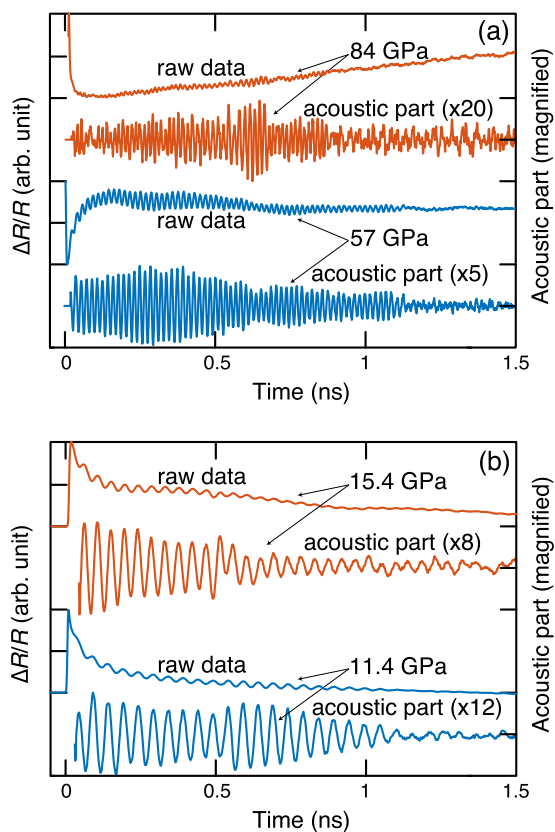 (a)
84 GPa
raw data
acoustic part (x20)
raw data
57 GPa
acoustic part (x5)
ΔR/R (arb. unit)
Acoustic part (magnified)
0 0.5 1 1.5
Time (ns)
(b)
raw data
15.4 GPa
acoustic part (x8)
raw data
11.4 GPa
acoustic part (x12)
ΔR/R (arb. unit)
Acoustic part (magnified)
0 0.5 1 1.5
Time (ns)